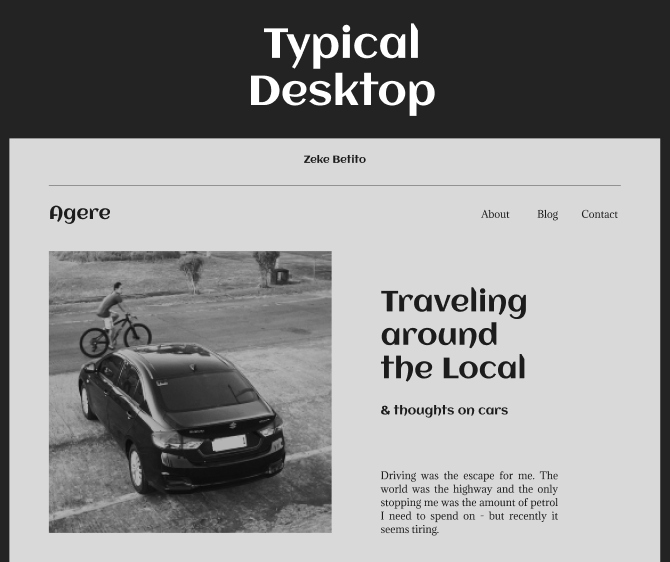 Typical
Desktop
Zeke Betito
Agere
About Blog Contact
Traveling
around
the Local
& thoughts on cars
Driving was the escape for me. The
world was the highway and the only
stopping me was the amount of petrol
I need to spend on - but recently it
seems tiring.